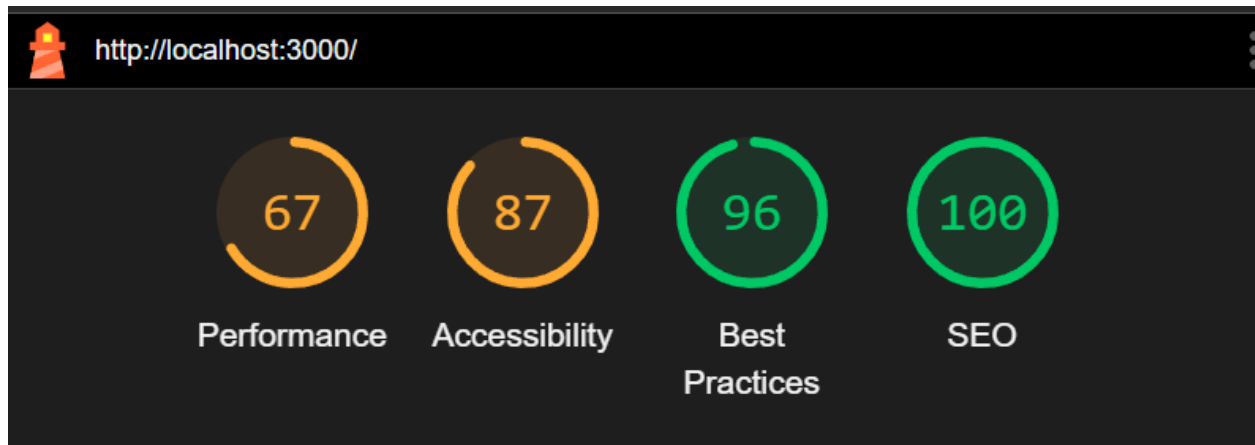 http://localhost:3000/
67
87
96
100
Performance
Accessibility
Best
Practices
SEO